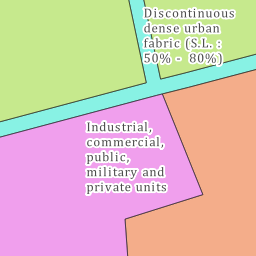 Discontinuous
dense urban
fabric (S.L. :
50% -  80%)
Industrial,
commercial,
public,
military and
private units